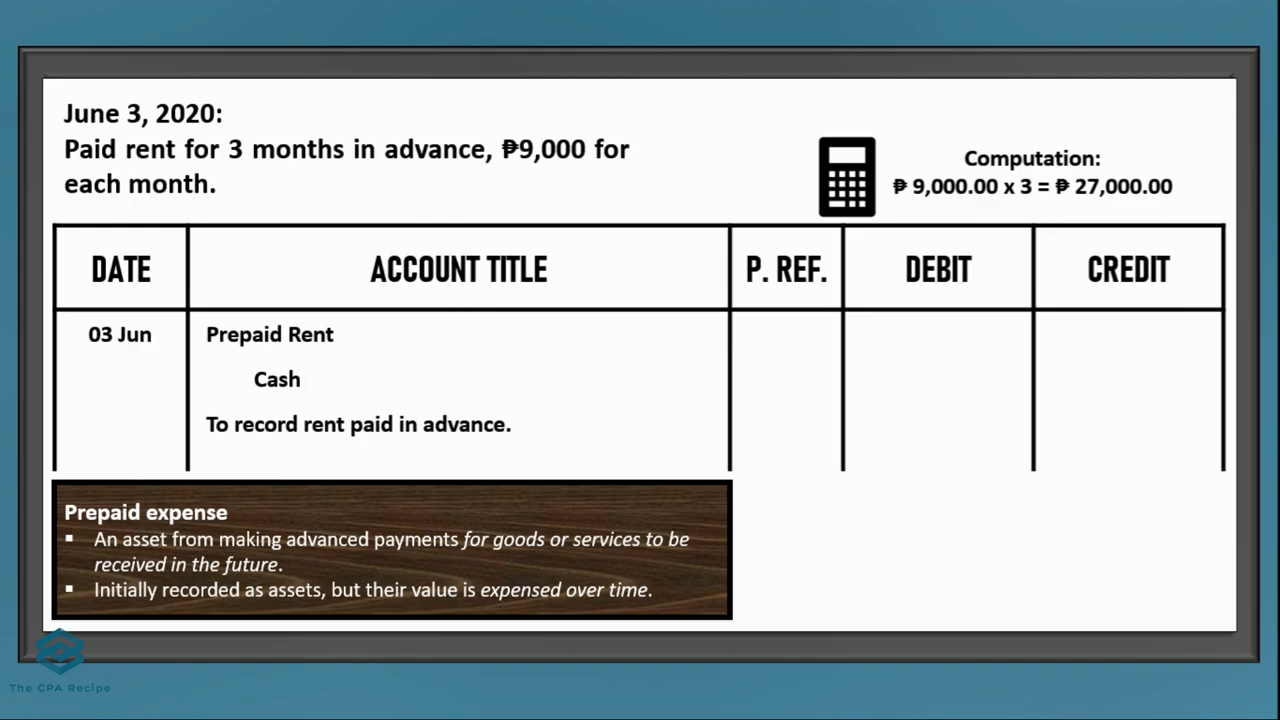 June 3, 2020:
Paid rent for 3 months in advance, ₱9,000 for
each month.
Computation:
₱ 9,000.00 x 3 = ₱ 27,000.00
DATE ACCOUNT TITLE P. REF. DEBIT CREDIT
03 Jun Prepaid Rent
Cash
To record rent paid in advance.
Prepaid expense
▪ An asset from making advanced payments for goods or services to be
received in the future.
▪ Initially recorded as assets, but their value is expensed over time.
The CPA Recipe